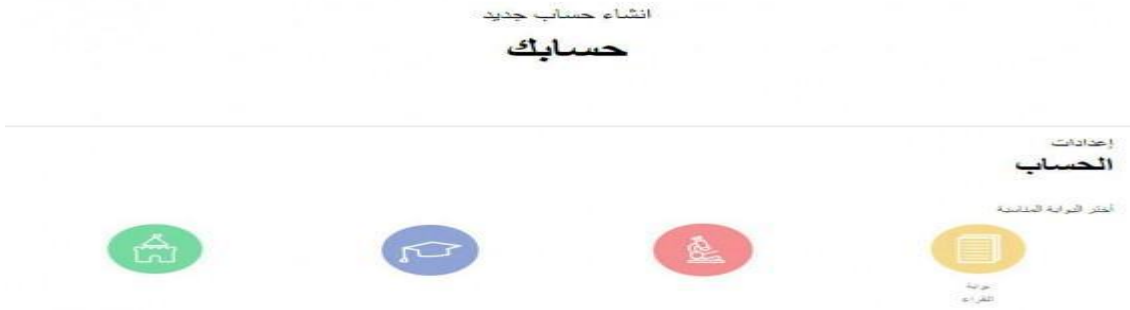 انشاء حساب جديد
حسابك
إعدادات
الحساب
أختر البوابة المناسبة
بوابة
القراء